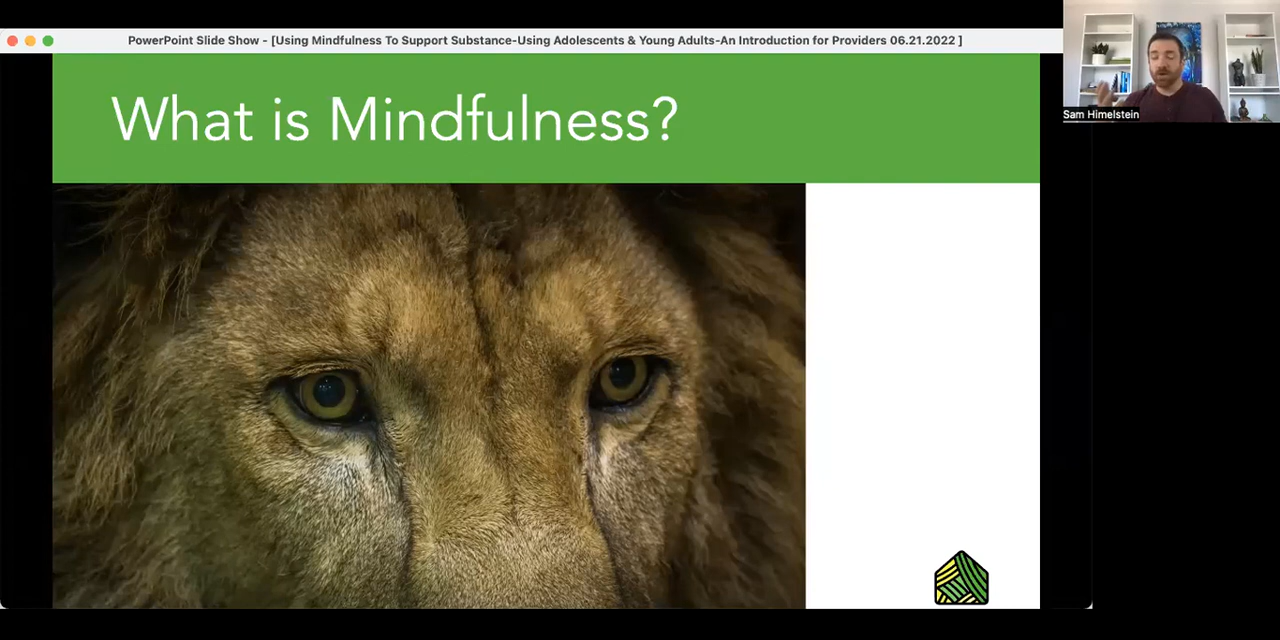 PowerPoint Slide Show - [Using Mindfulness To Support Substance-Using Adolescents & Young Adults-An Introduction for Providers 06.21.2022 ]
What is Mindfulness?
Sam Himelstein